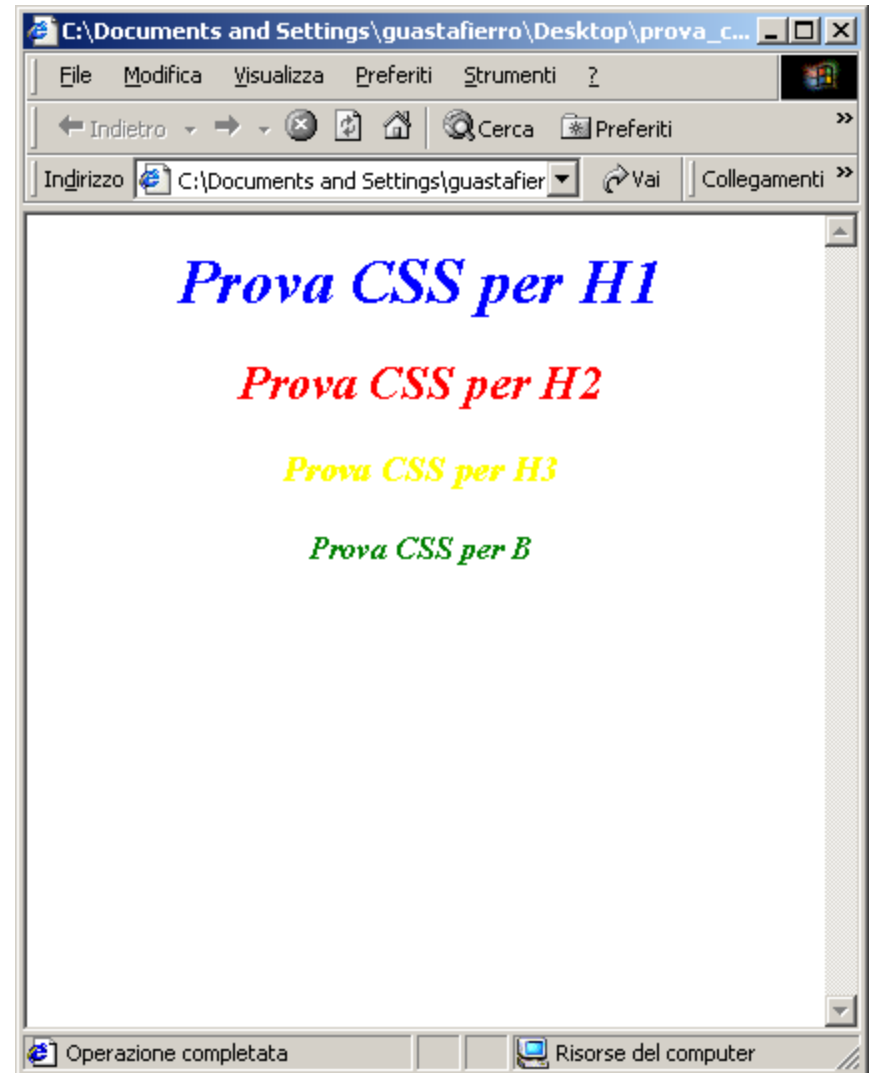 C:\Documents and Settings\guastafierro\Desktop\prova_c...
File Modifica Visualizza Preferiti Strumenti ?
Indietro Cerca Preferiti »
Indirizzo C:\Documents and Settings\guastafier Vai Collegamenti »
Prova CSS per H1
Prova CSS per H2
Prova CSS per H3
Prova CSS per B
Operazione completata Risorse del computer